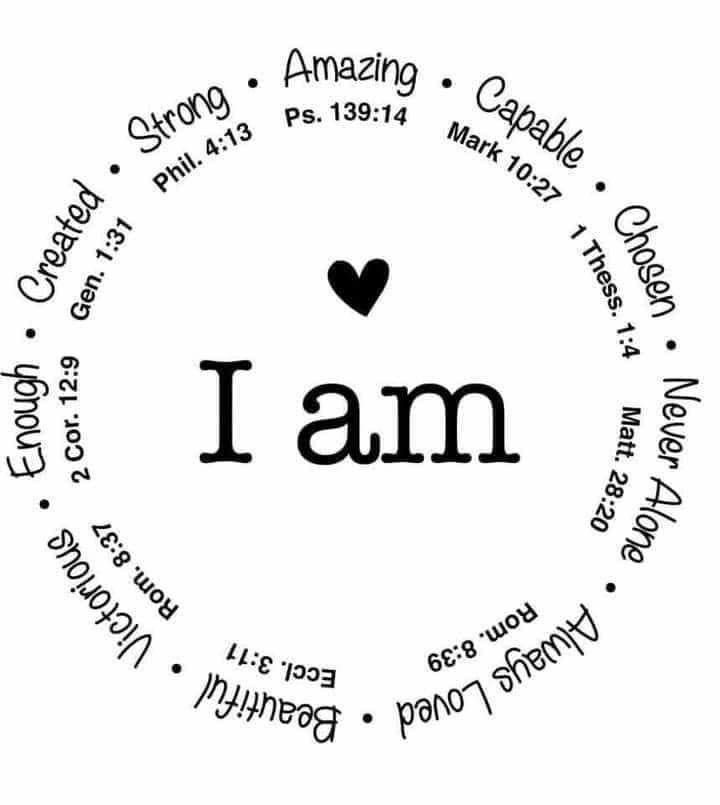 Amazing
Ps. 139:14
Capable
Mark 10:27
Chosen
1 Thess. 1:4
Never Alone
Matt. 28:20
Always Loved
Rom. 8:39
Beautiful
Eccl. 3:11
Victorious
Rom. 8:37
Enough
2 Cor. 12:9
Created
Gen. 1:31
Strong
Phil. 4:13
I am